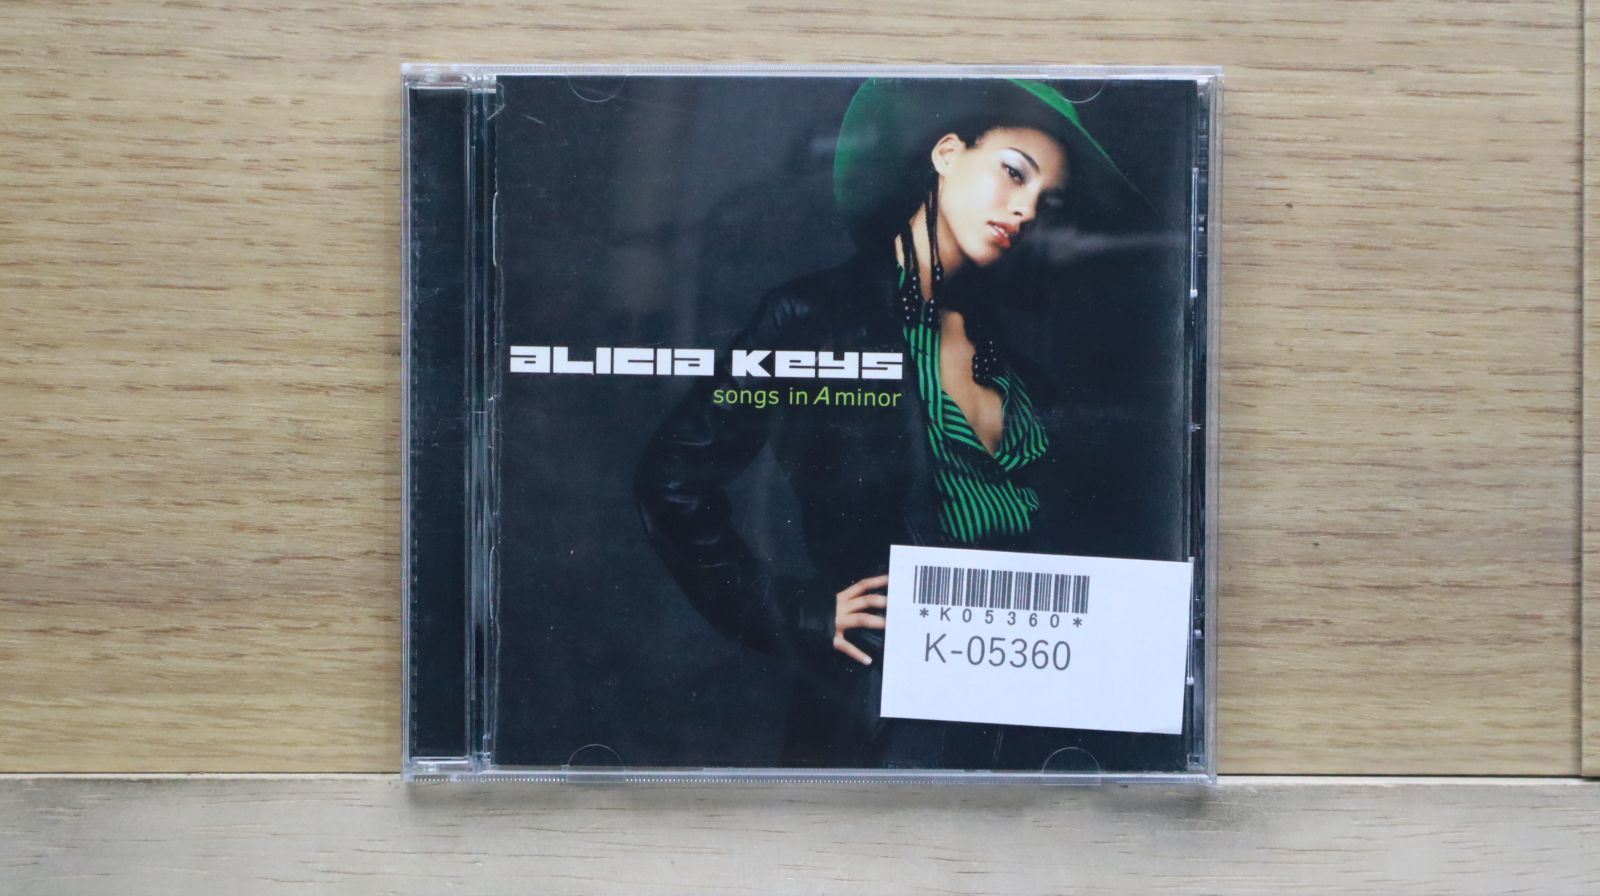 ALICIA KEYS
songs in A minor
*K05360*
K-05360